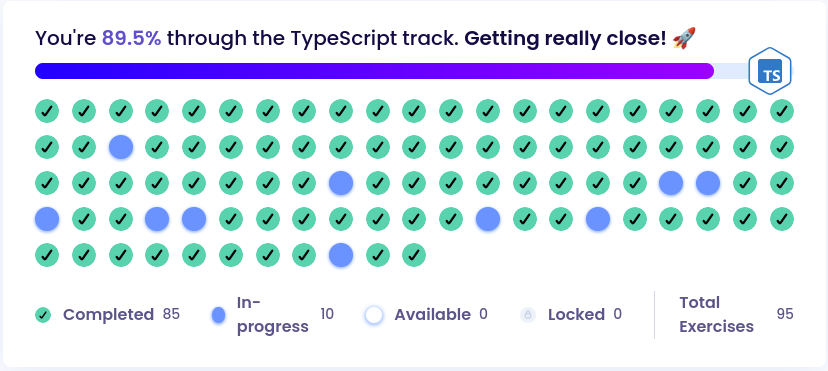 You're 89.5% through the TypeScript track. Getting really close! 🚀
TS
Completed 85
In-
progress 10
Available 0
Locked 0
Total
Exercises 95